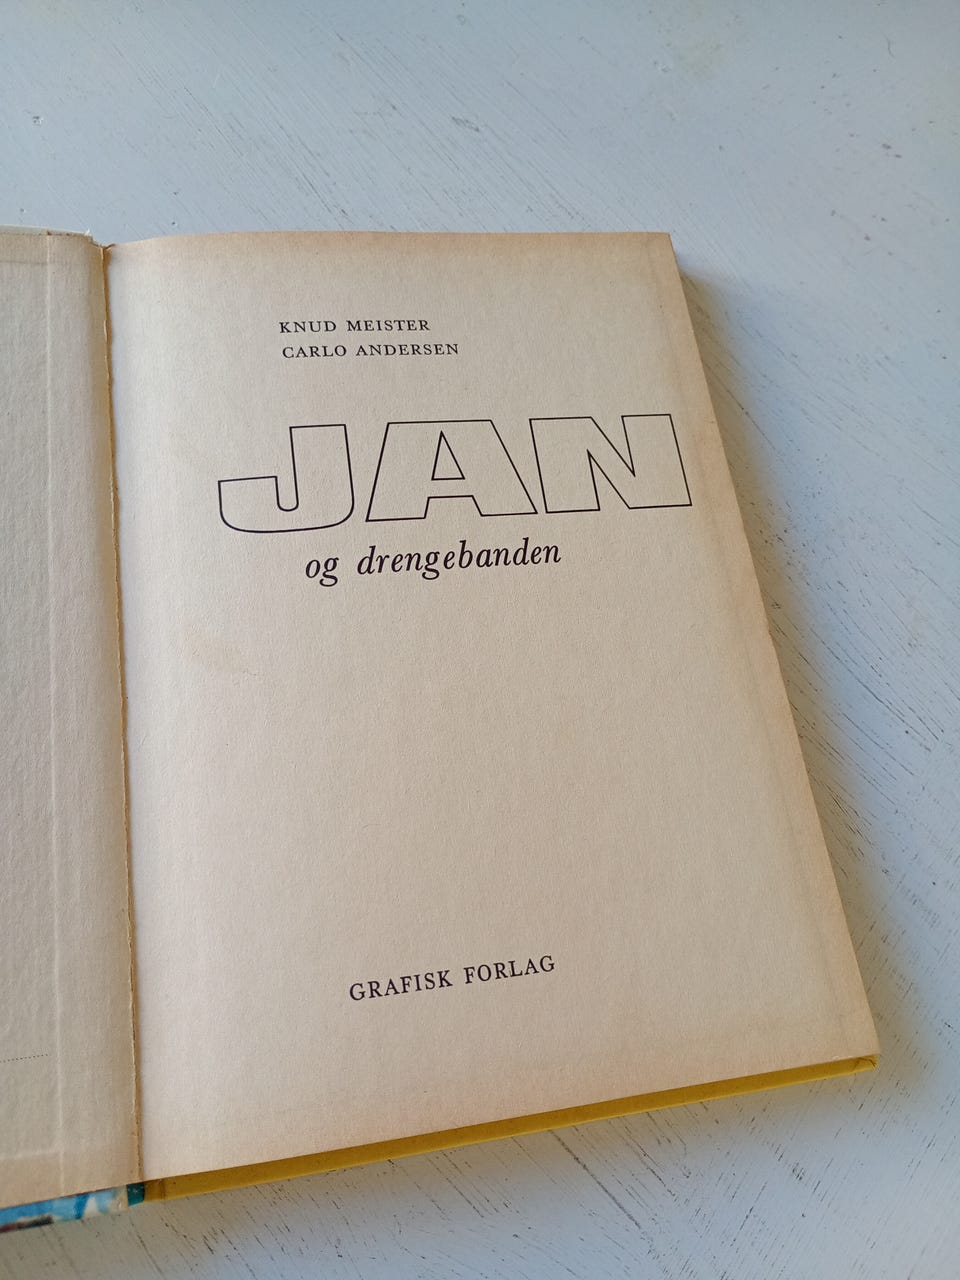 KNUD MEISTER
CARLO ANDERSEN
JAN
og drengebanden
GRAFISK FORLAG